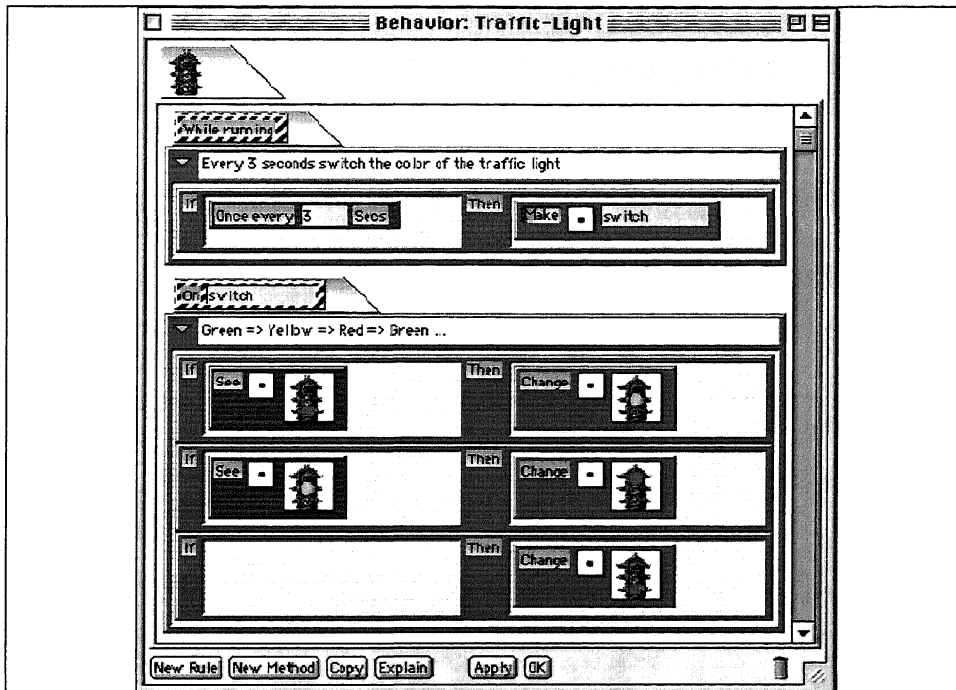 Behavior: Traffic-Light
While running
Every 3 seconds switch the color of the traffic light
If
Once every 3 Secs
Then
Make switch
On switch
Green => Yellow => Red => Green ...
If
See
Then
Change
If
See
Then
Change
If
Then
Change
New Rule New Method Copy Explain Apply OK